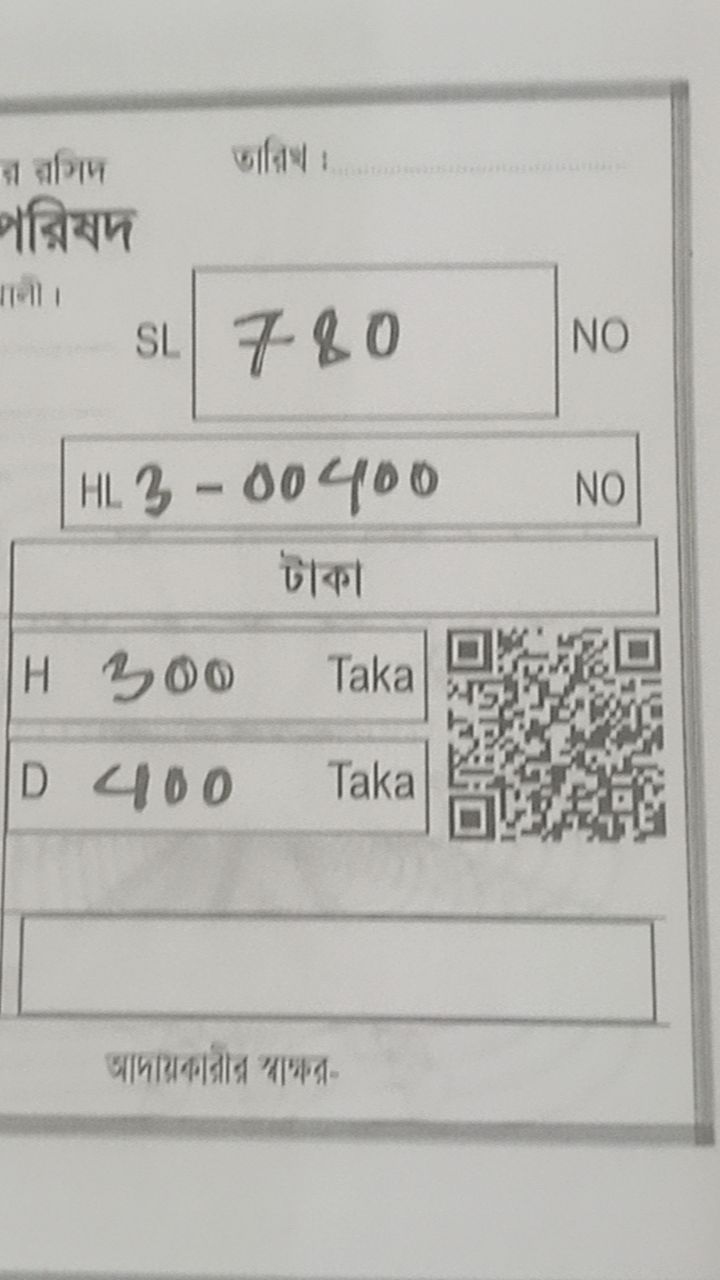 র রসিদ তারিখ :
পরিষদ
SL 780 NO
HL 3-00400 NO
টাকা
H 300 Taka
D 400 Taka
আদায়কারীর স্বাক্ষর-